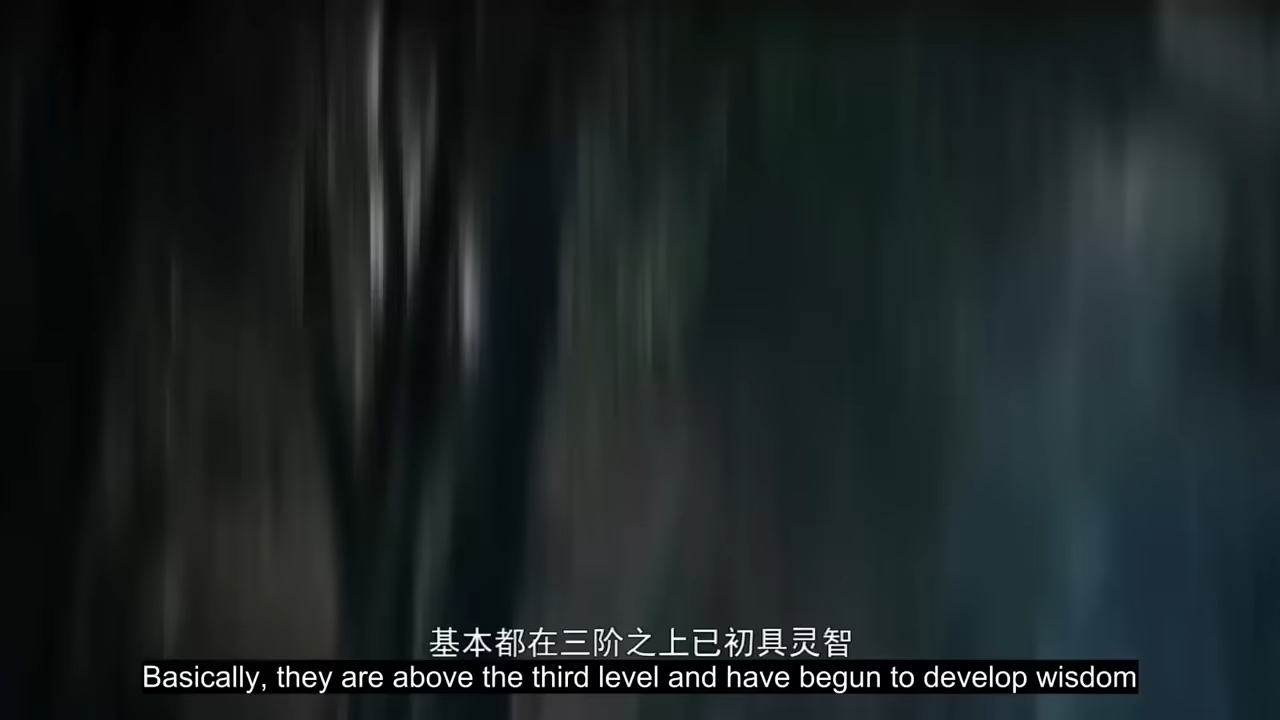 基本都在三阶之上已初具灵智
Basically, they are above the third level and have begun to develop wisdom